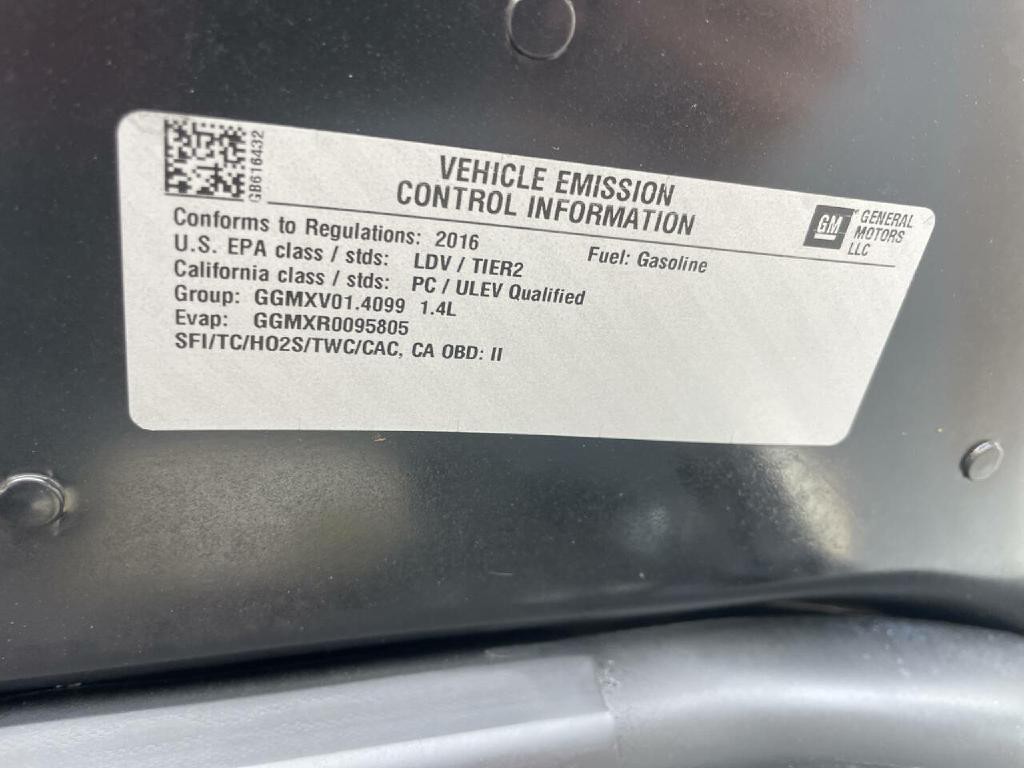 GB616432
VEHICLE EMISSION
CONTROL INFORMATION
GM GENERAL
MOTORS
LLC
Conforms to Regulations: 2016 Fuel: Gasoline
U.S. EPA class / stds: LDV / TIER2
California class / stds: PC / ULEV Qualified
Group: GGMXV01.4099 1.4L
Evap: GGMXR0095805
SFI/TC/HO2S/TWC/CAC, CA OBD: II